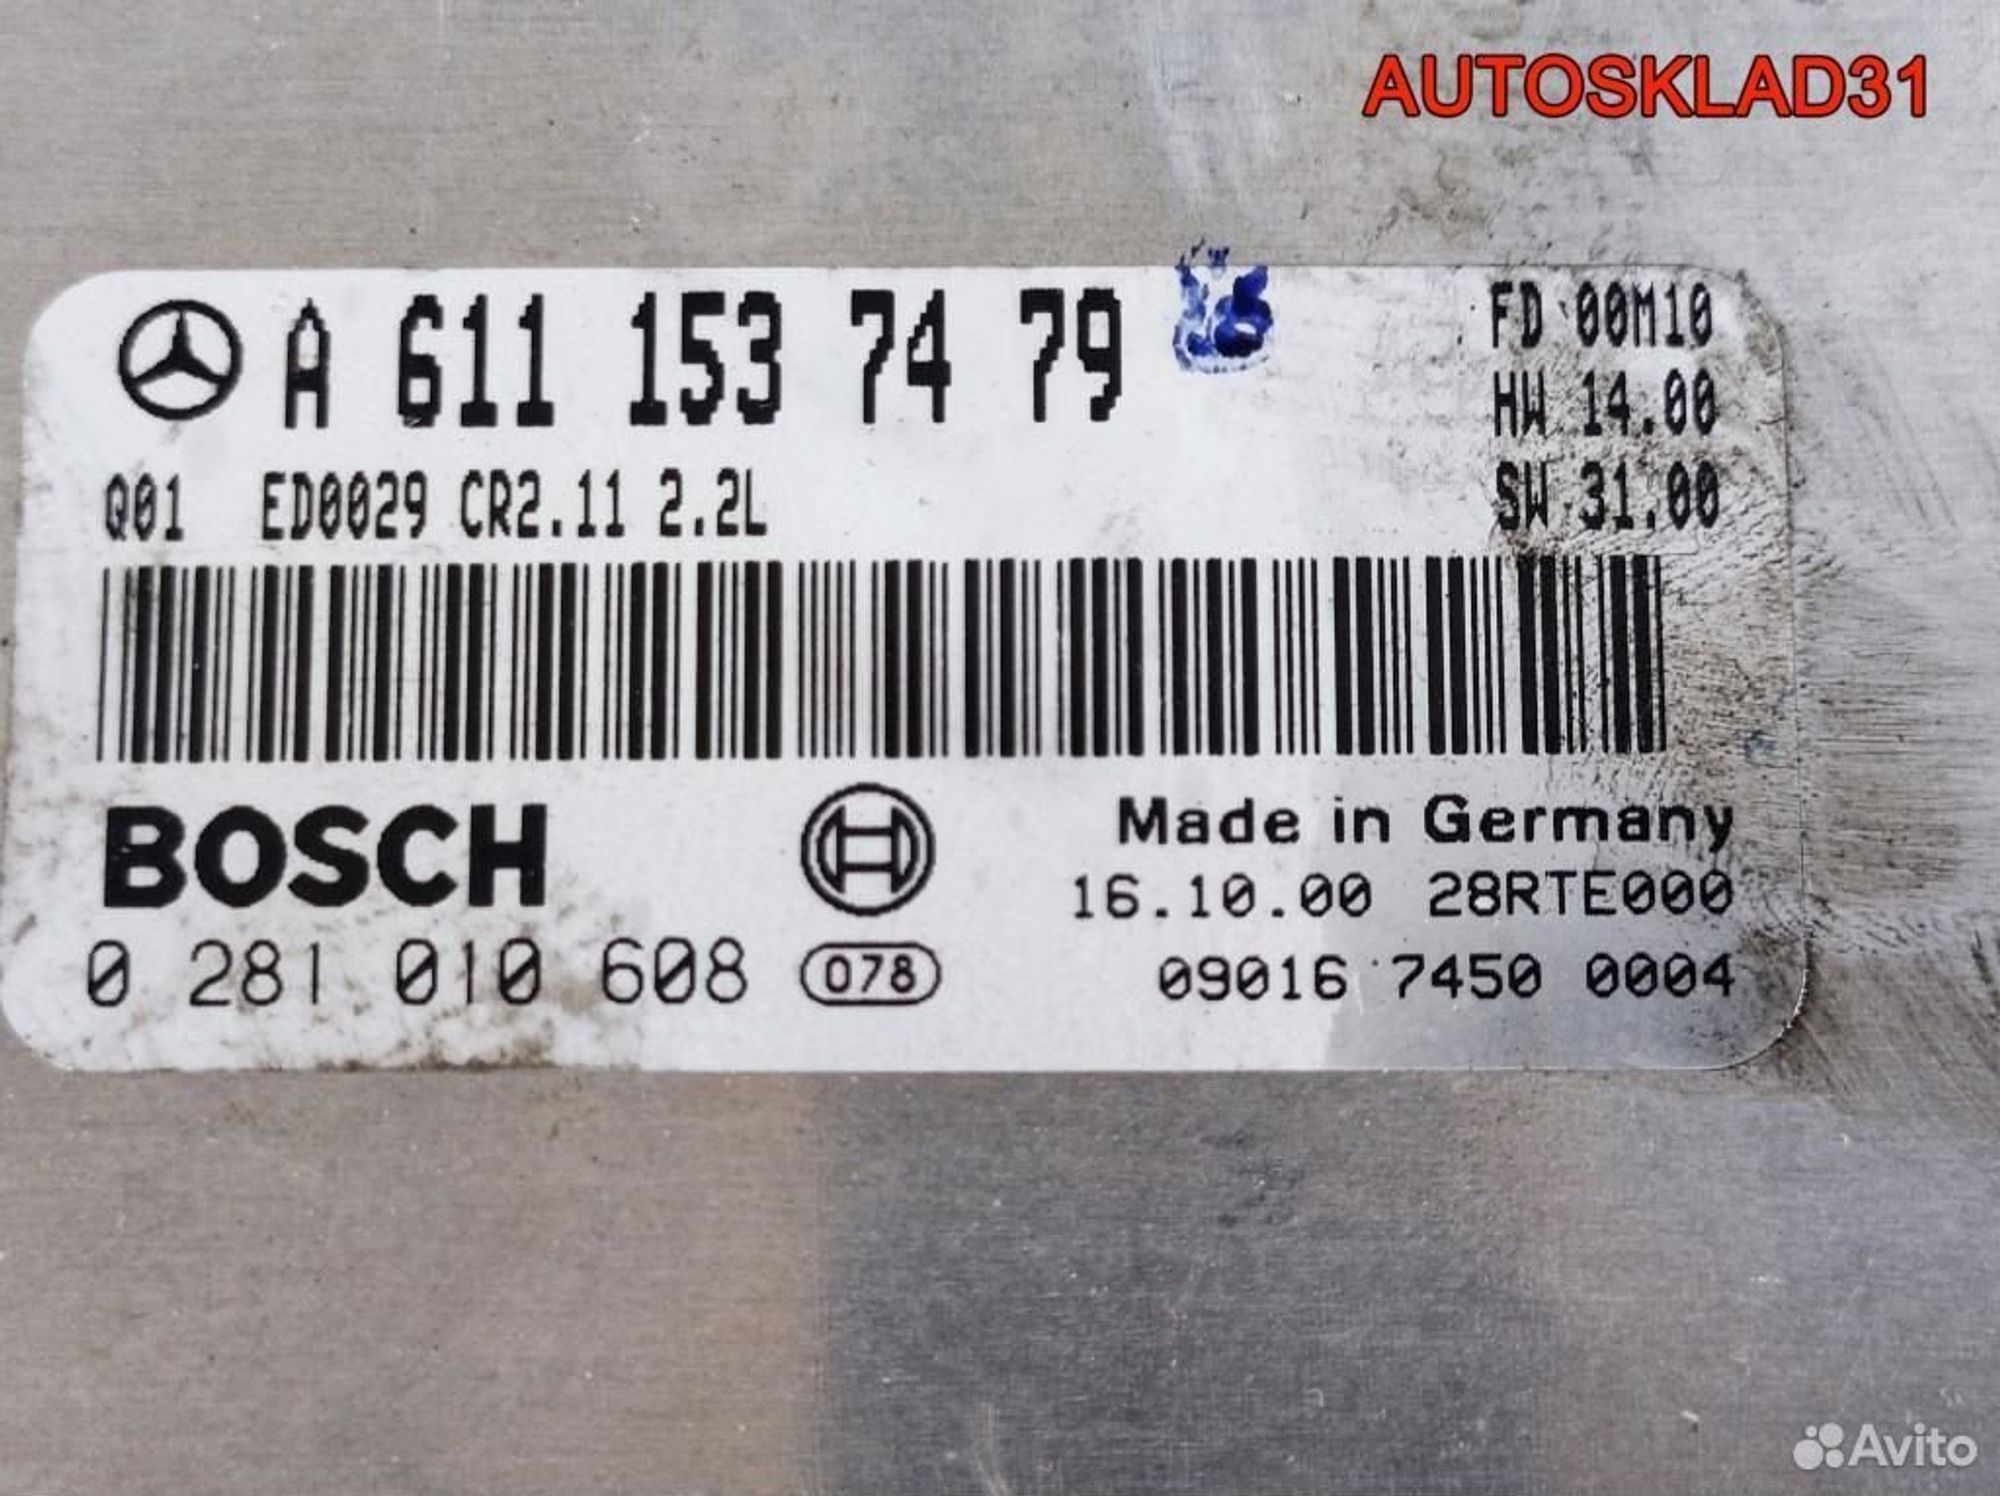 AUTOSKLAD31
A 611 153 74 79
FD 00M10
HW 14.00
SW 31.00
Q01 ED0029 CR2.11 2.2L
BOSCH
Made in Germany
16.10.00 28RTE000
0 281 010 608 078
09016 7450 0004
Avito